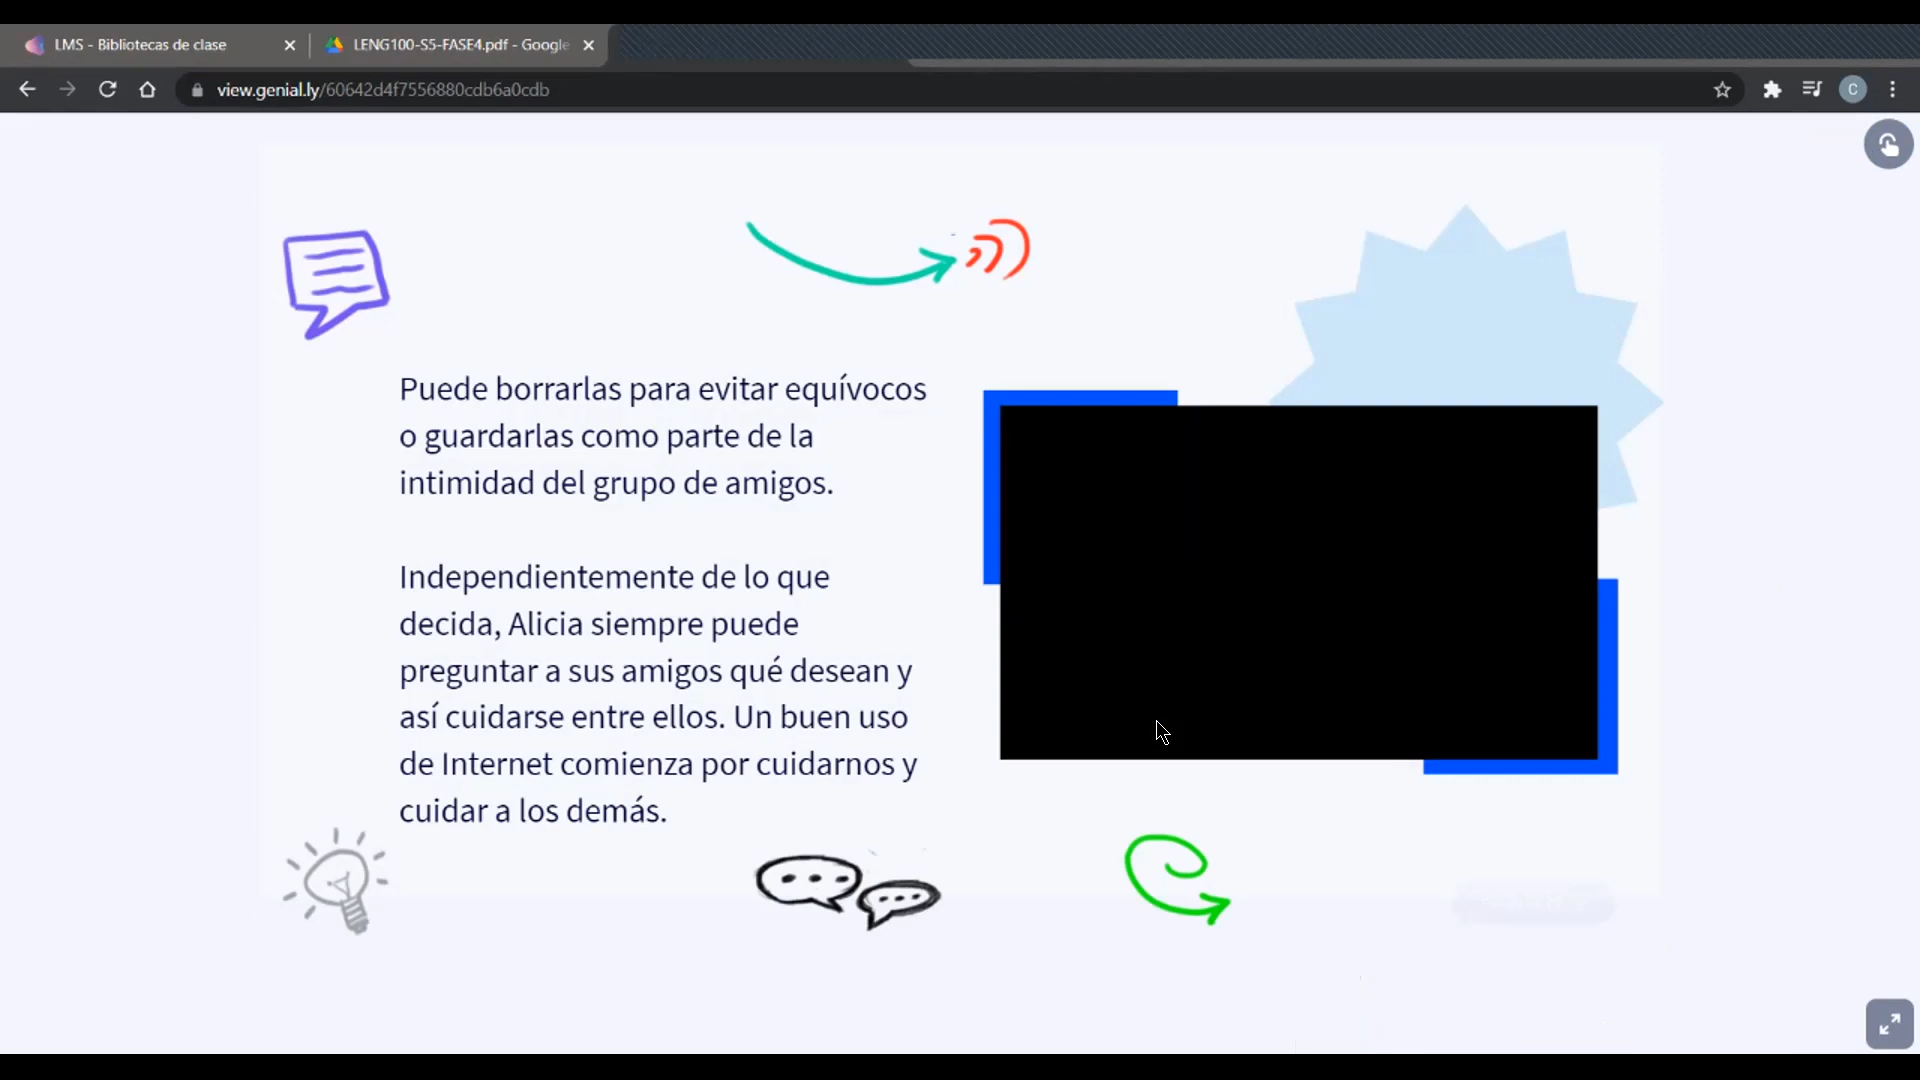 LMS - Bibliotecas de clase
LENG100-S5-FASE4.pdf - Google
view.genial.ly/60642d4f7556880cdb6a0cdb
C
Puede borrarlas para evitar equívocos
o guardarlas como parte de la
intimidad del grupo de amigos.
Independientemente de lo que
decida, Alicia siempre puede
preguntar a sus amigos qué desean y
así cuidarse entre ellos. Un buen uso
de Internet comienza por cuidarnos y
cuidar a los demás.